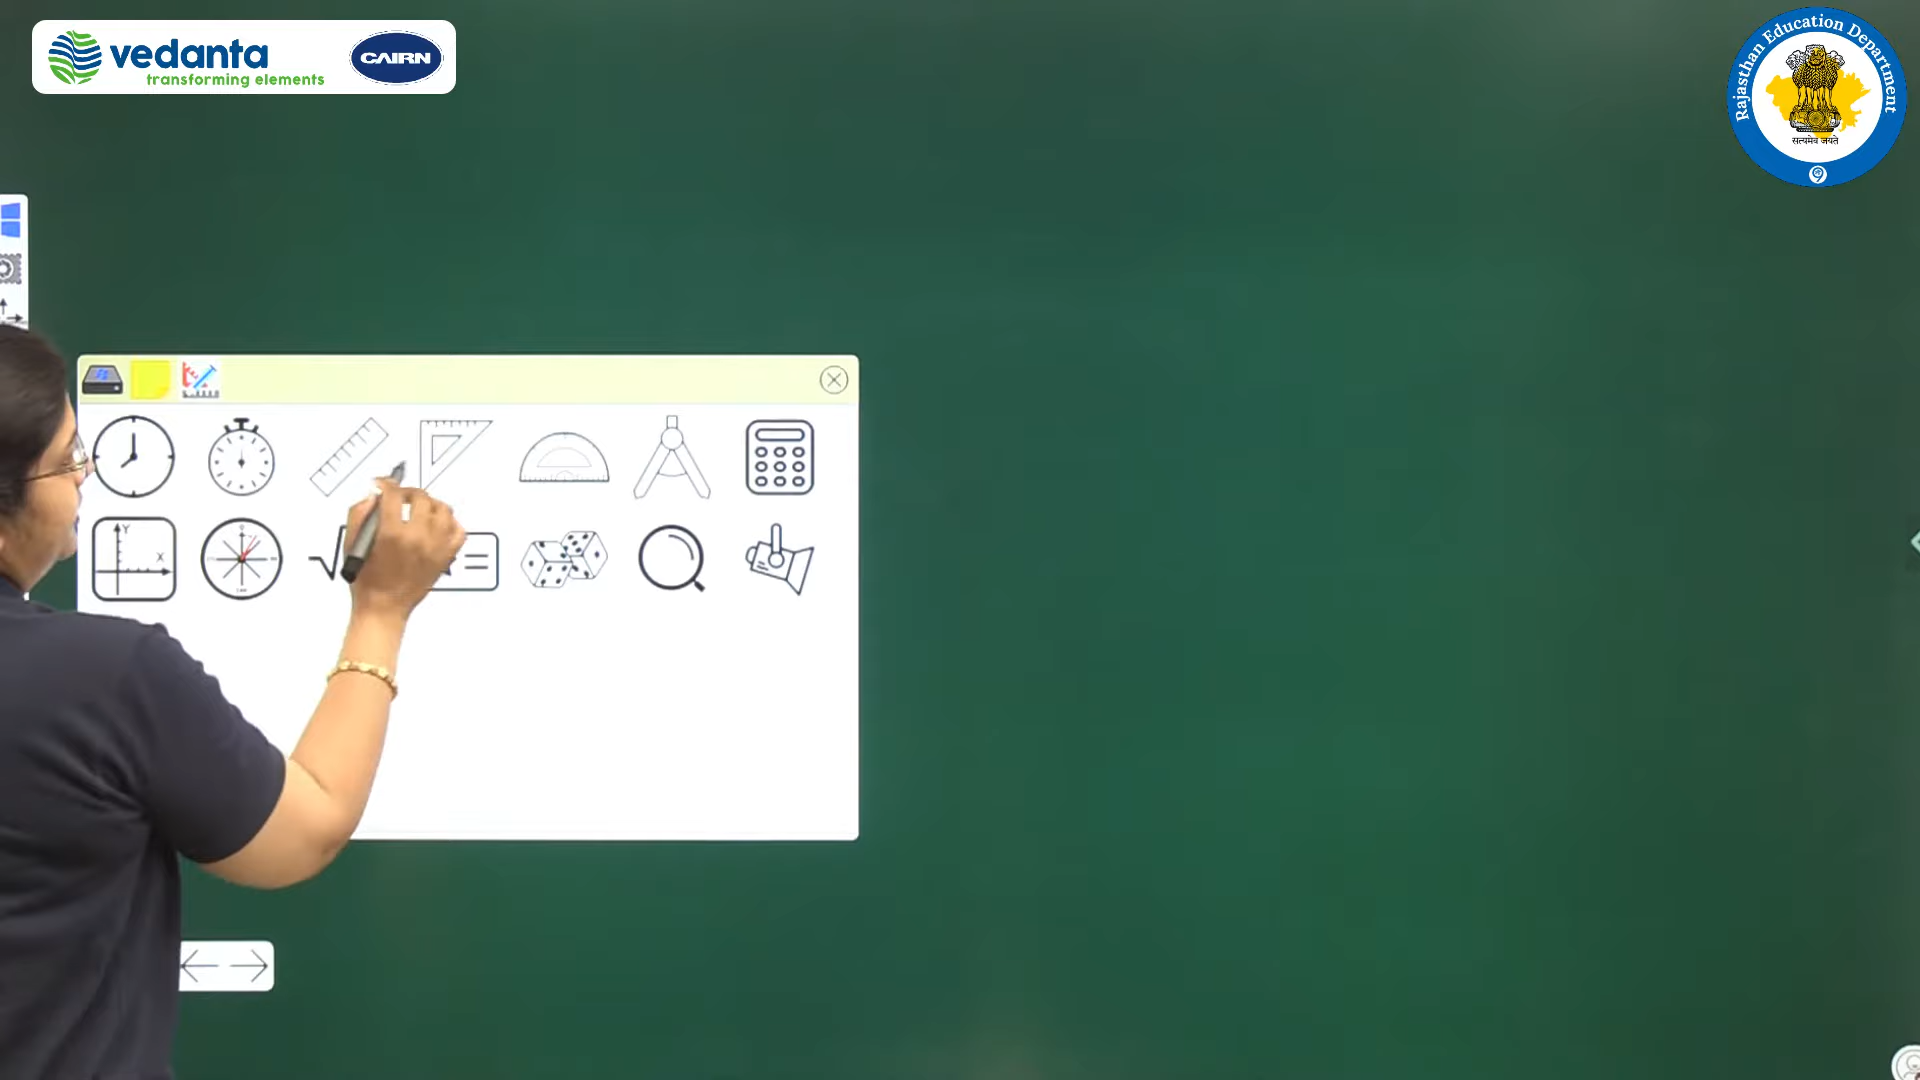 vedanta
transforming elements
CAIRN
Rajasthan Education Department
सत्यमेव जयते
Y
X